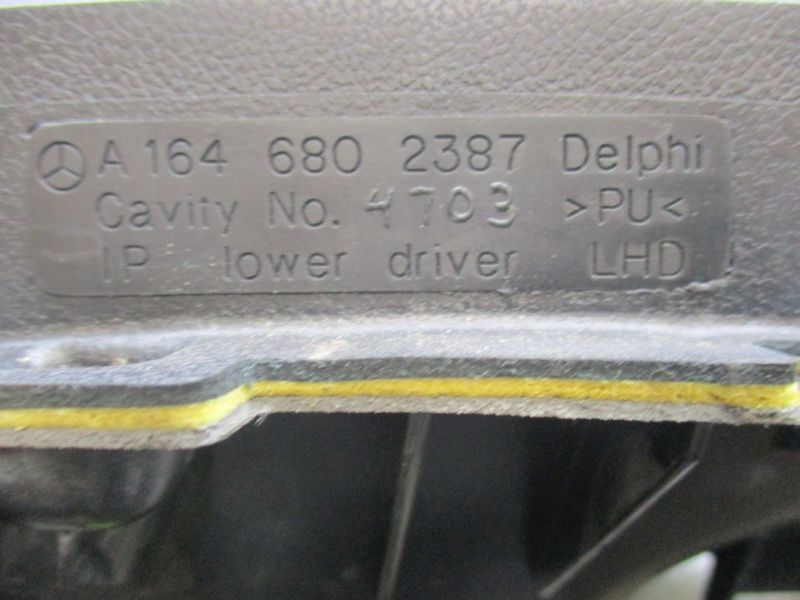 A 164 680 2387 Delphi
Cavity No. 4703 >PU<
IP lower driver LHD